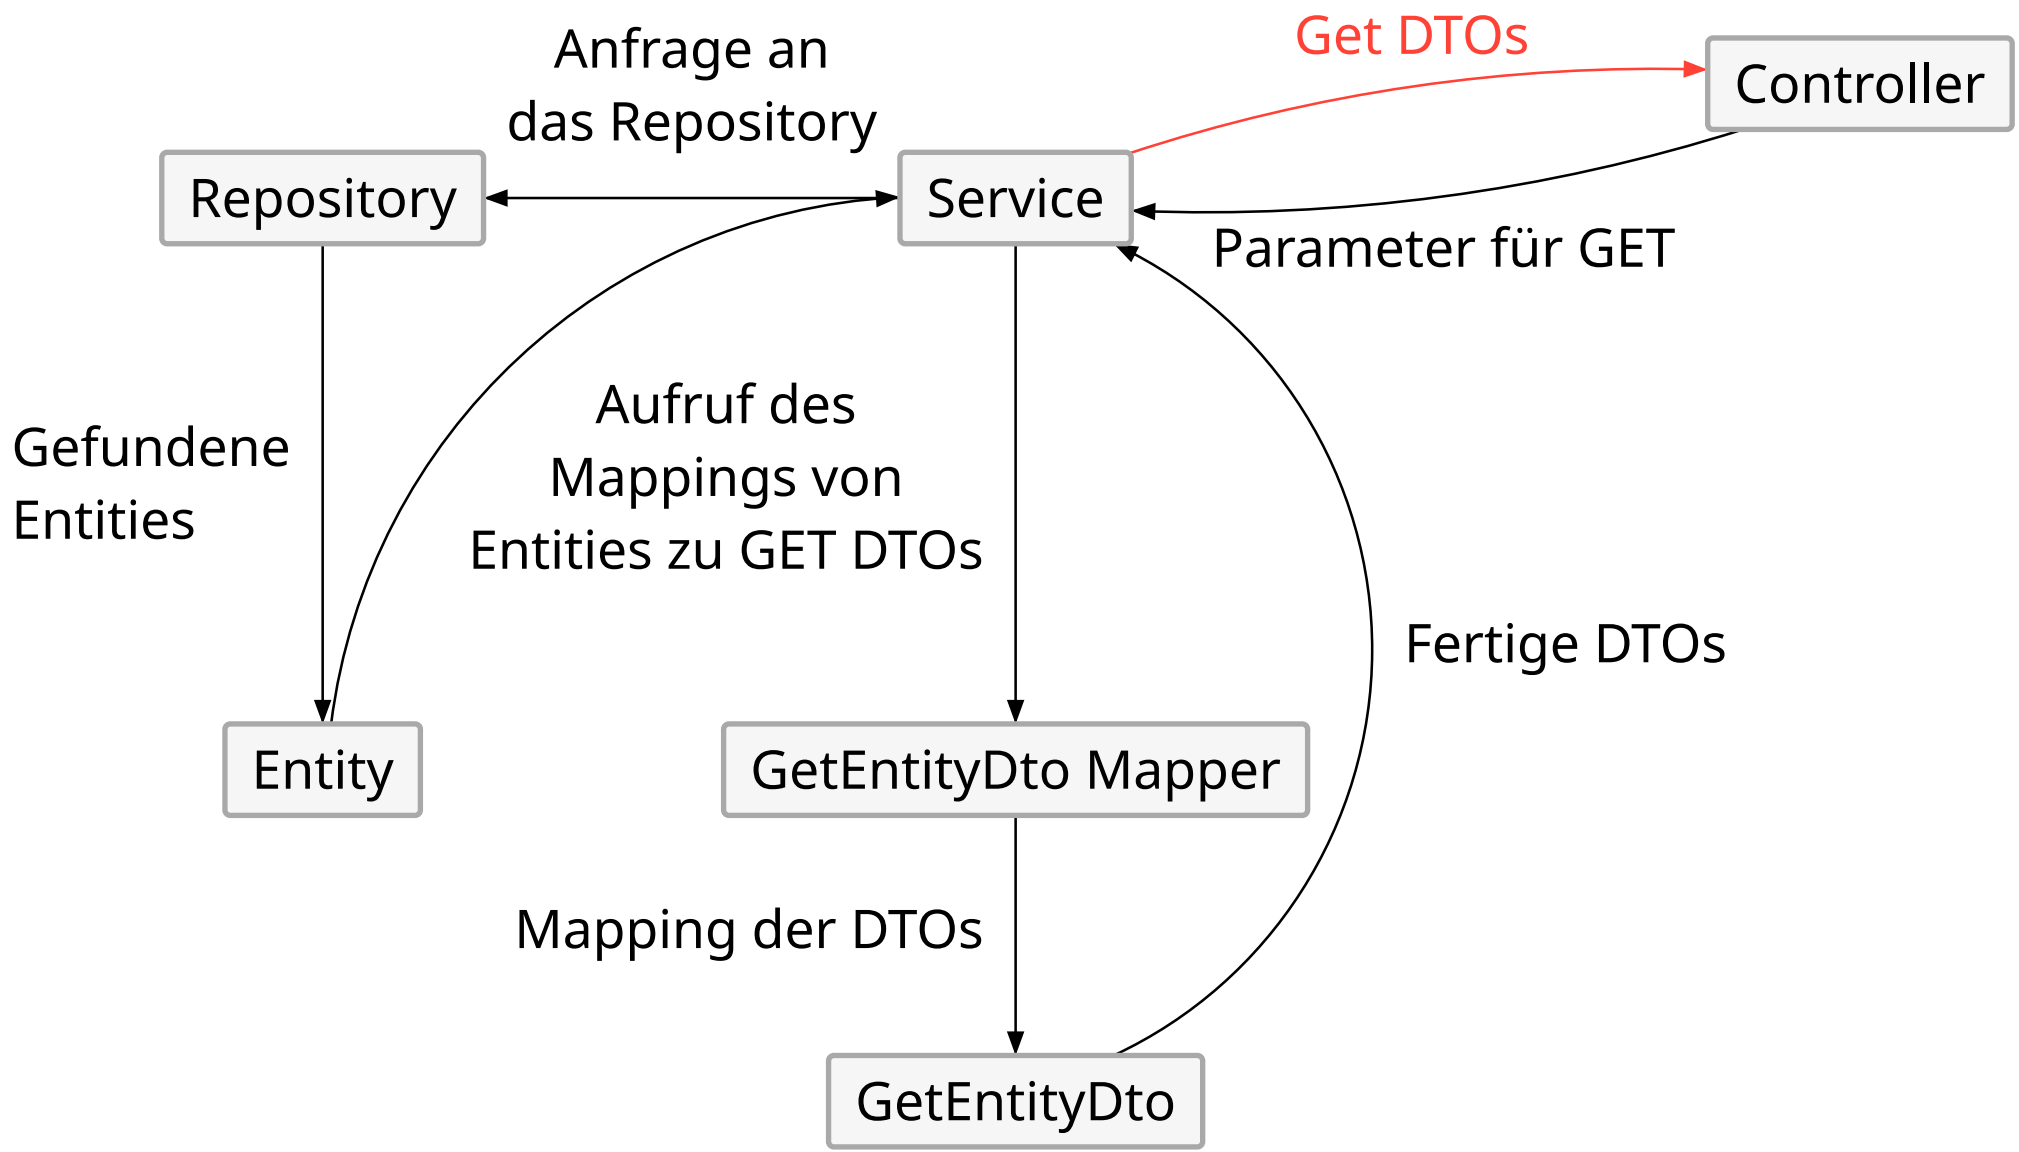 Get DTOs
Anfrage an
das Repository
Controller
Repository
Service
Parameter für GET
Aufruf des
Mappings von
Entities zu GET DTOs
Gefundene
Entities
Fertige DTOs
Entity
GetEntityDto Mapper
Mapping der DTOs
GetEntityDto